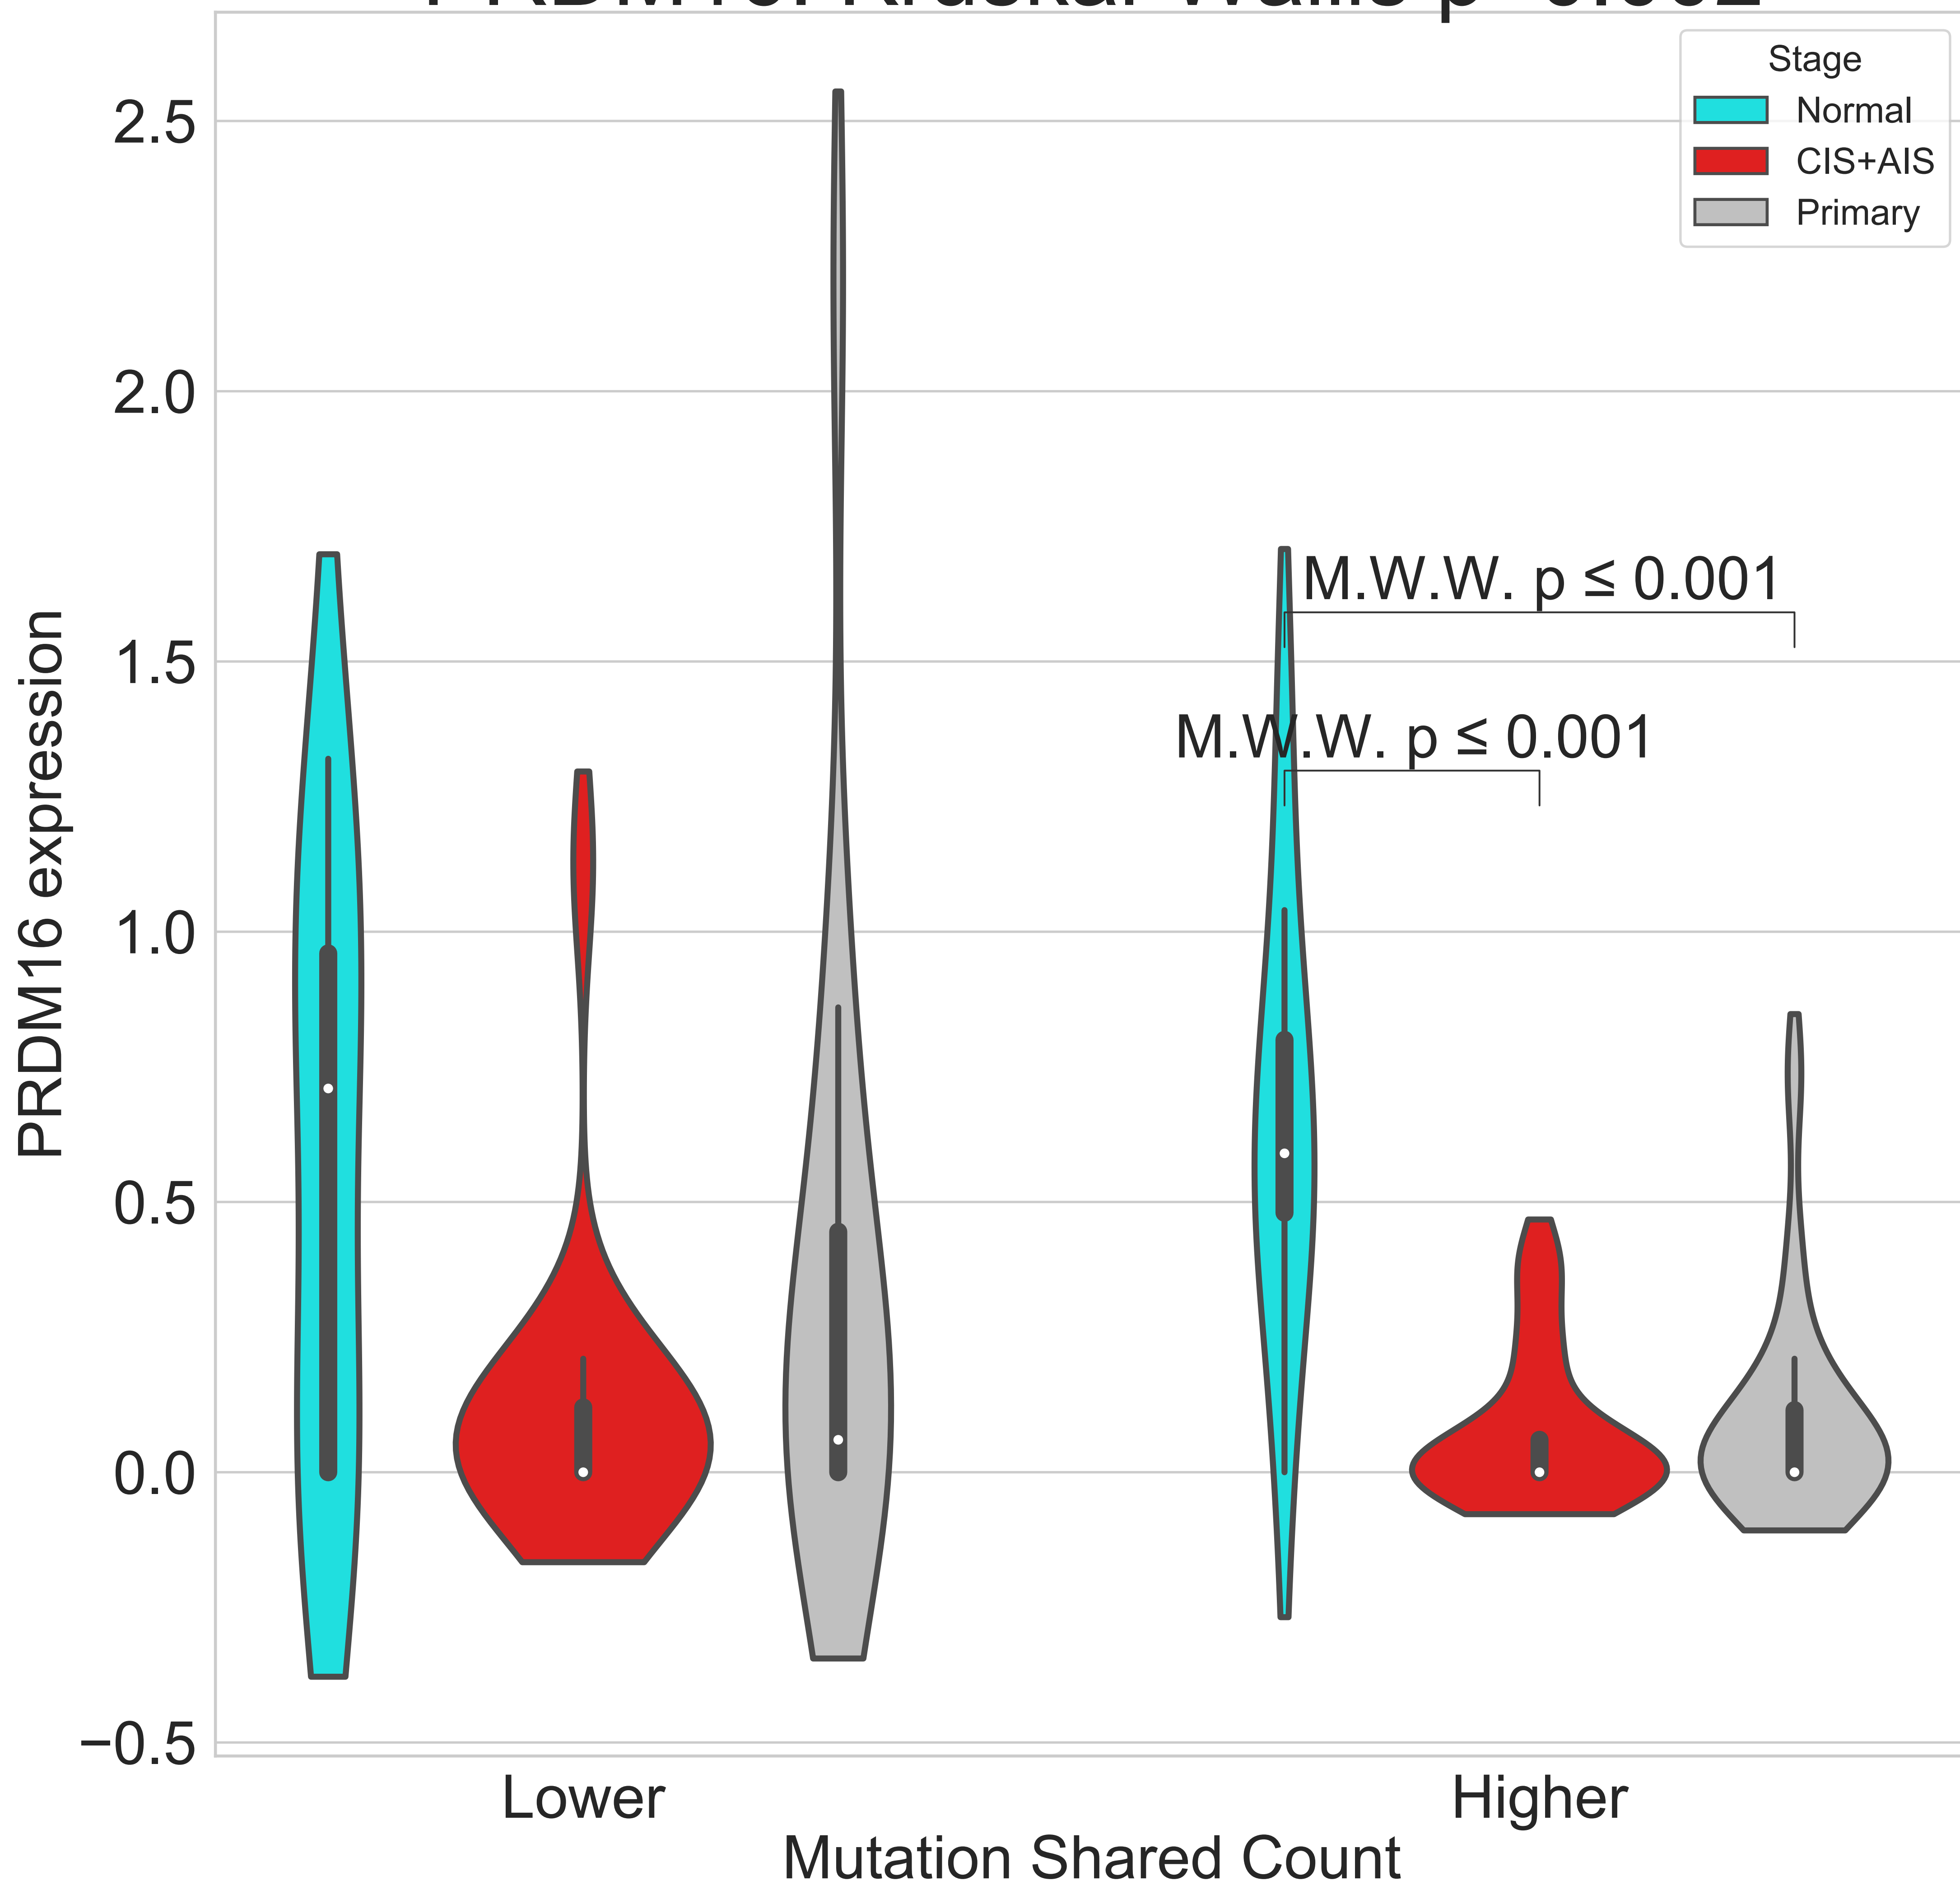 Stage
Normal
CIS+AIS
Primary
2.5
2.0
1.5
1.0
0.5
0.0
−0.5
PRDM16 expression
M.W.W. p ≤ 0.001
M.W.W. p ≤ 0.001
Lower
Higher
Mutation Shared Count